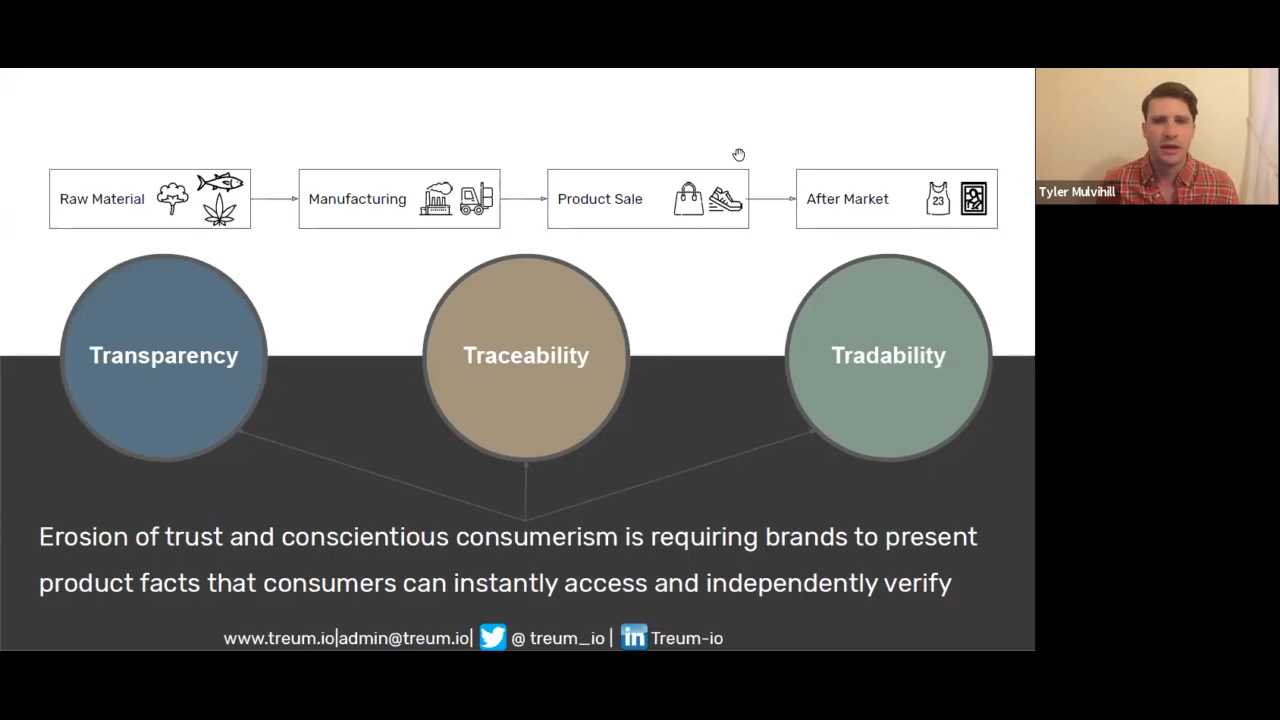 Raw Material
Manufacturing
Product Sale
After Market
23
Tyler Mulvihill
Transparency
Traceability
Tradability
Erosion of trust and conscientious consumerism is requiring brands to present
product facts that consumers can instantly access and independently verify
www.treum.io|admin@treum.io| @ treum_io | in Treum-io